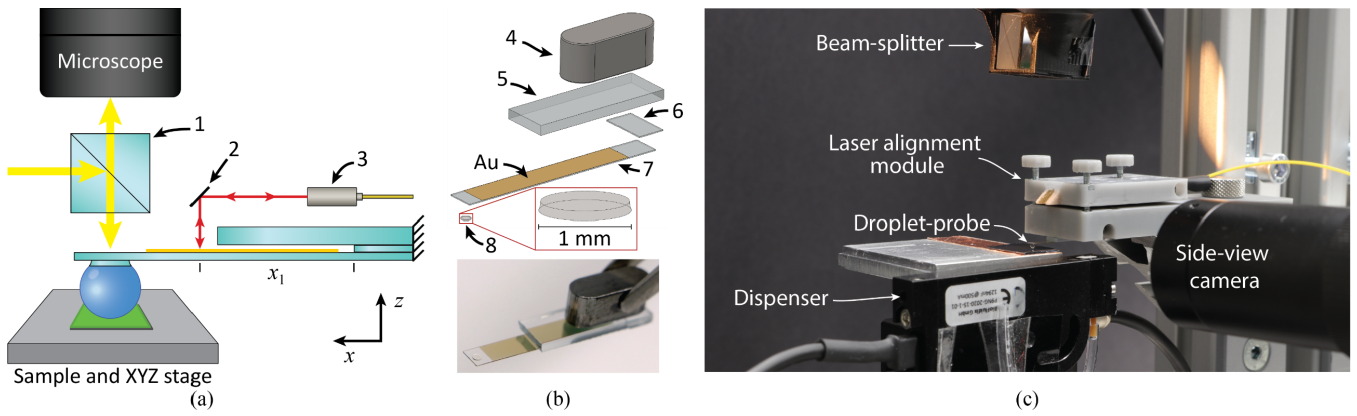 Microscope
1
2
3
x1
z
x
Sample and XYZ stage
(a)
4
5
6
Au
7
8
1 mm
(b)
Beam-splitter
Laser alignment
module
Droplet-probe
Dispenser
Side-view
camera
(c)